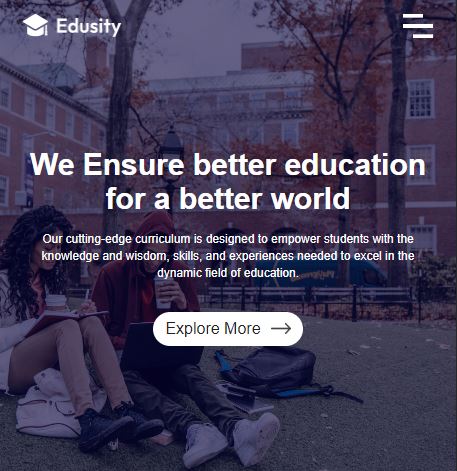 Edusity
We Ensure better education
for a better world
Our cutting-edge curriculum is designed to empower students with the
knowledge and wisdom, skills, and experiences needed to excel in the
dynamic field of education.
Explore More